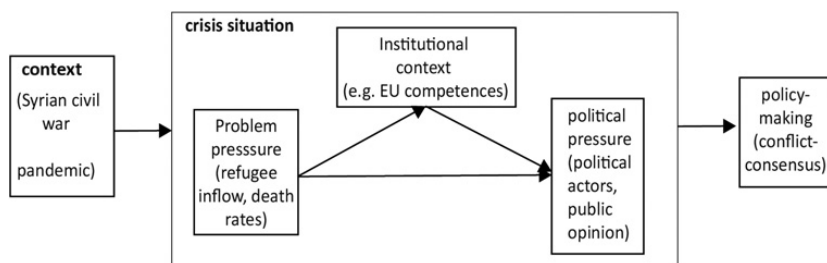 context
(Syrian civil
war
pandemic)
crisis situation
Institutional
context
(e.g. EU competences)
Problem
presssure
(refugee
inflow, death
rates)
political
pressure
(political
actors,
public
opinion)
policy-
making
(conflict-
consensus)